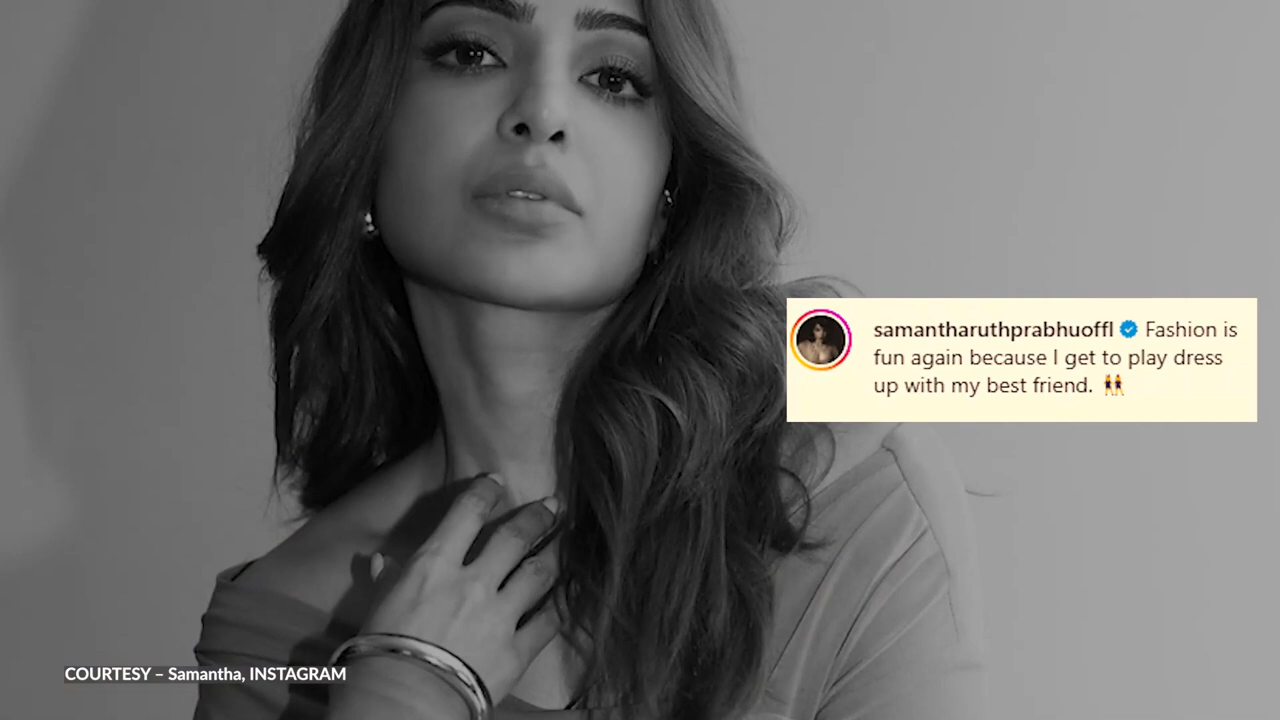 samantharuthprabhuoffl Fashion is
fun again because I get to play dress
up with my best friend. 👯
COURTESY – Samantha, INSTAGRAM